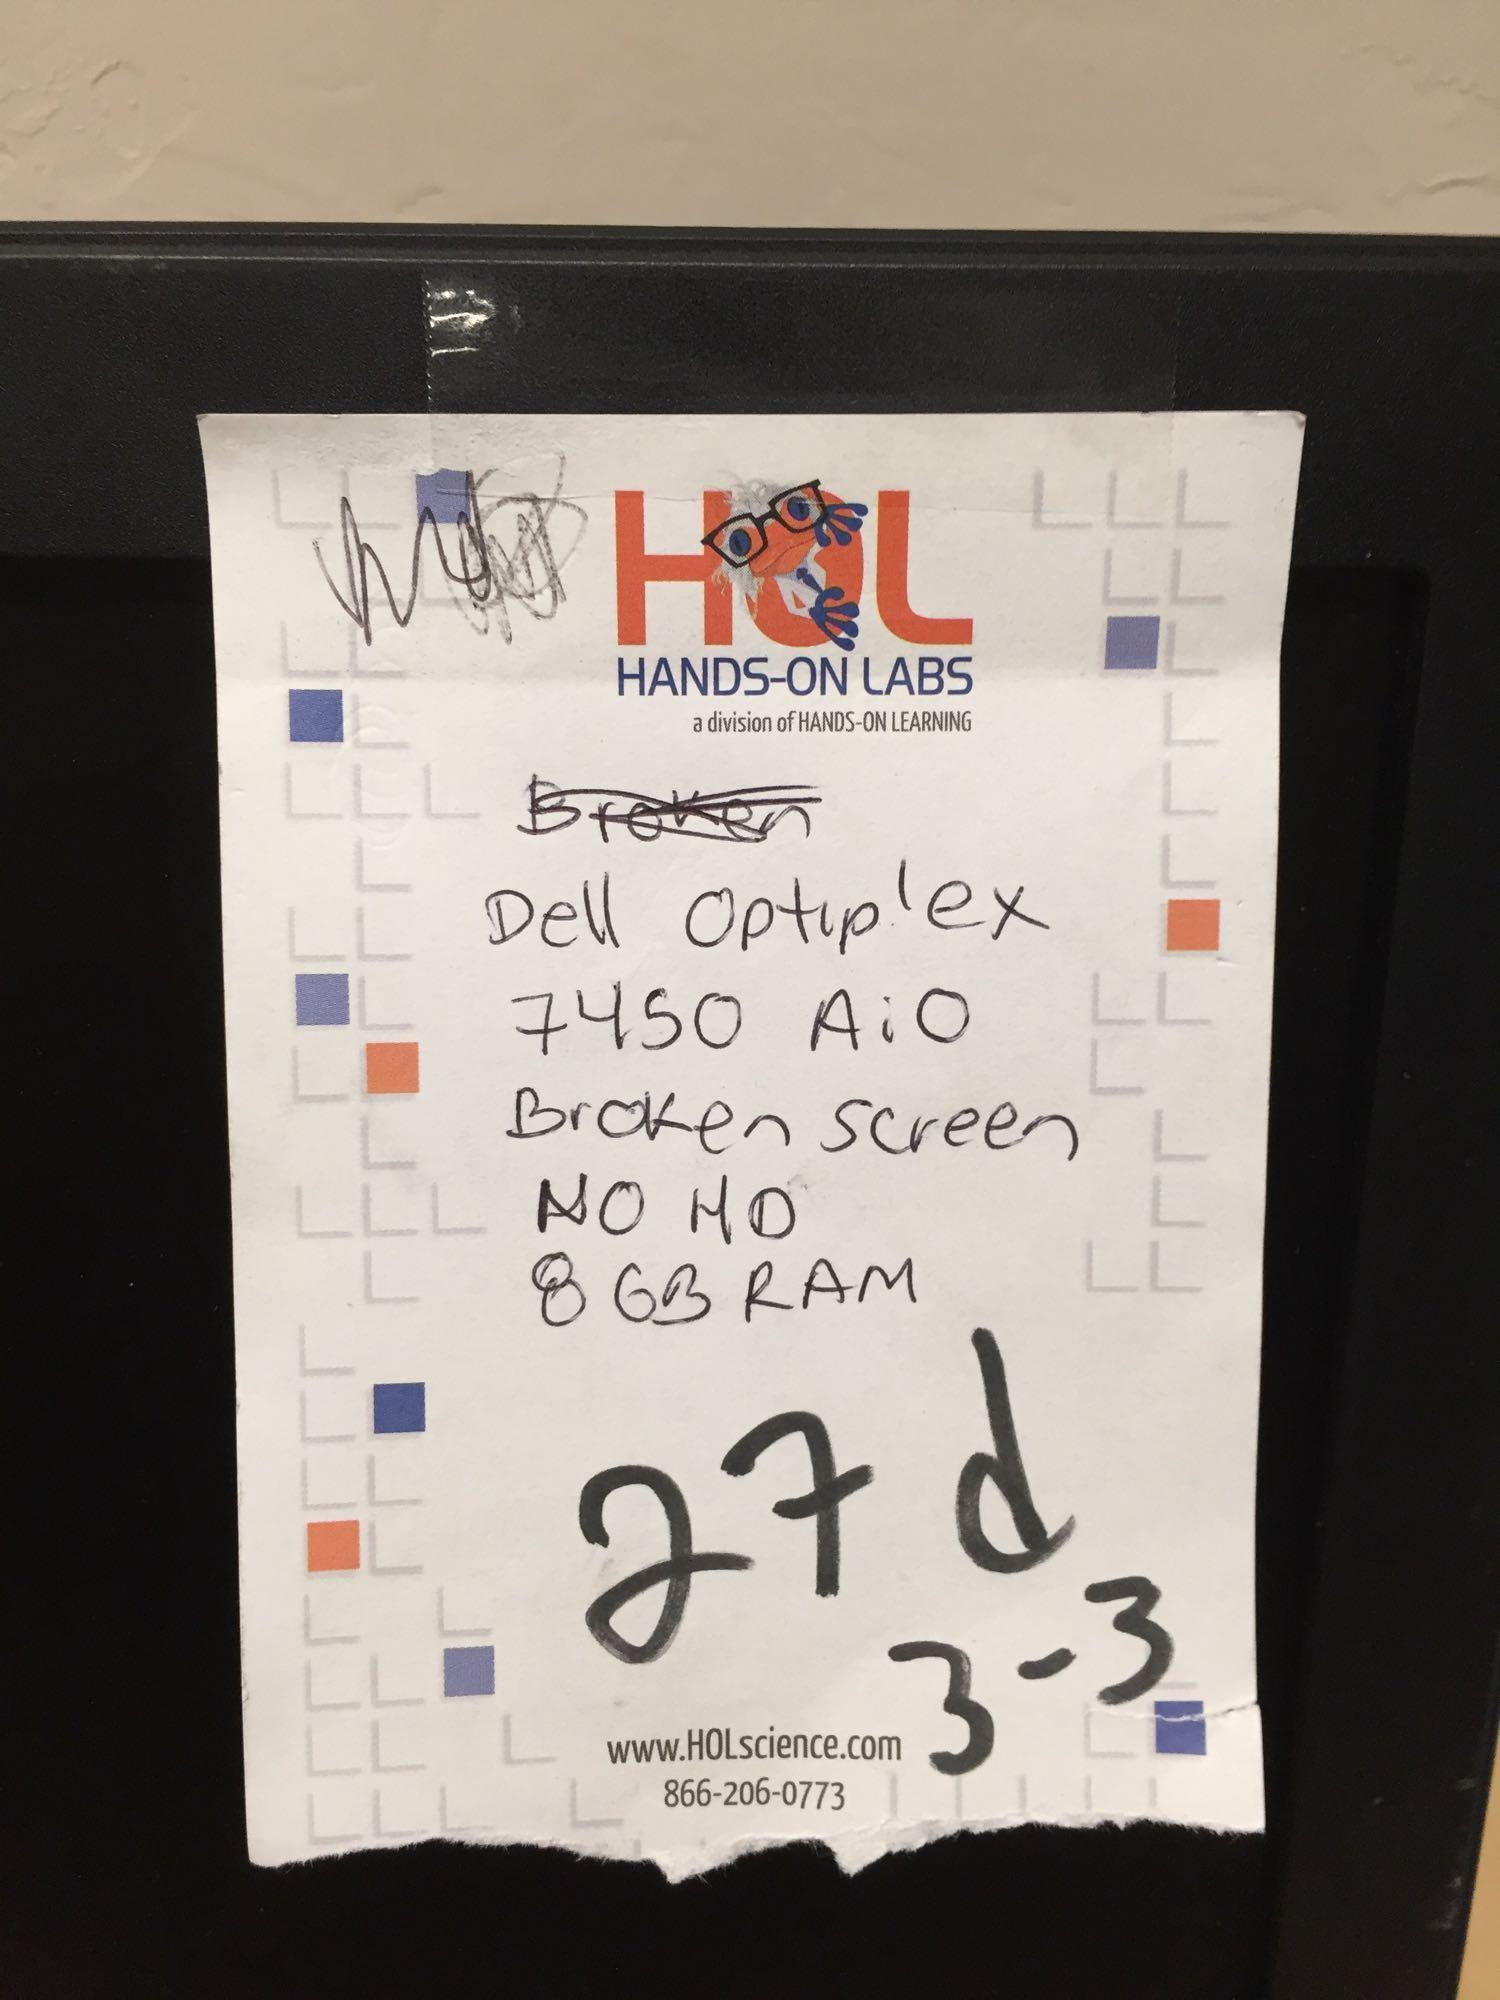 HOL
HANDS-ON LABS
a division of HANDS-ON LEARNING
Broken
Dell Optiplex
7450 AiO
Broken screen
NO HD
8 GB RAM
27 d
3-3
www.HOLscience.com
866-206-0773